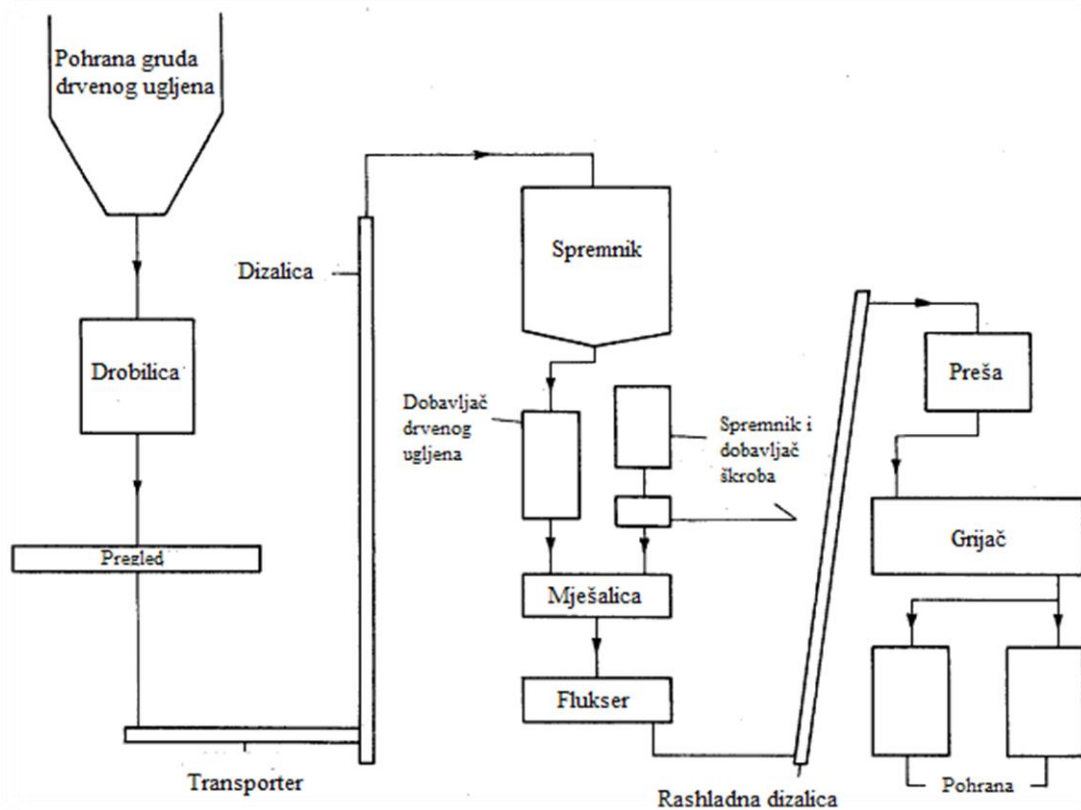 Pohrana gruda
drvenog ugljena
Drobilica
Pregled
Transporter
Dizalica
Spremnik
Dobavljač
drvenog
ugljena
Spremnik i
dobavljač
škroba
Mješalica
Flukser
Rashladna dizalica
Preša
Grijač
Pohrana